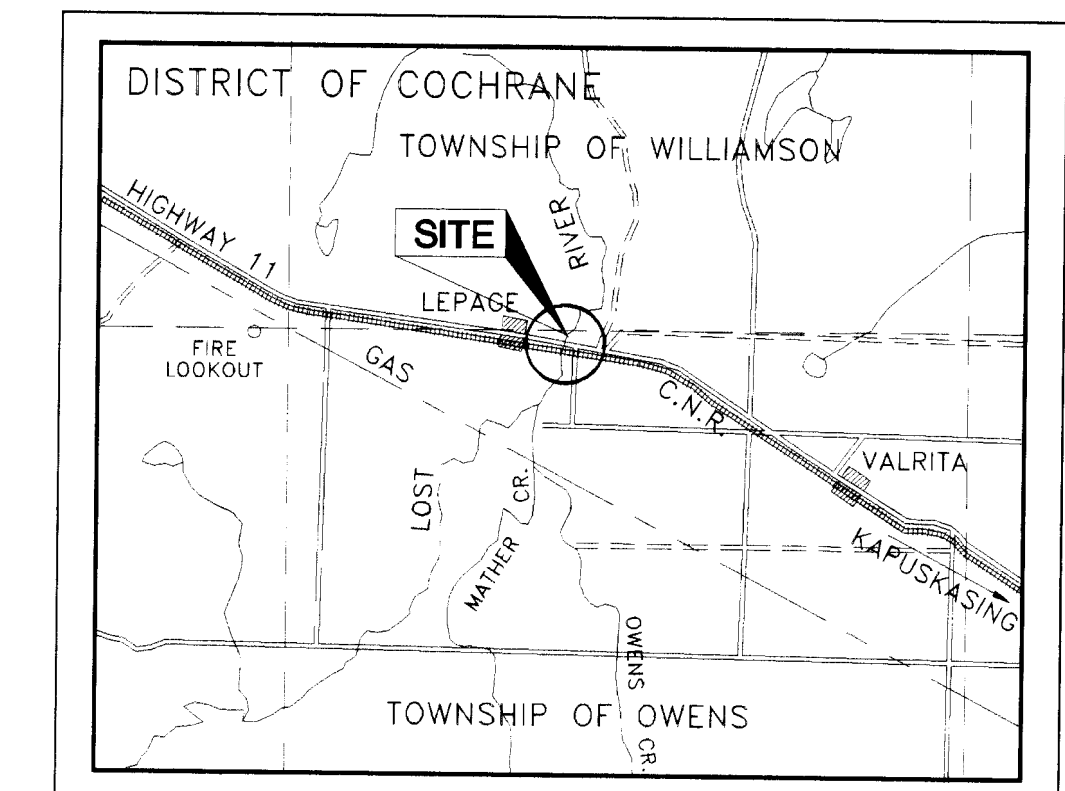 DISTRICT OF COCHRANE
TOWNSHIP OF WILLIAMSON
HIGHWAY 11
SITE
RIVER
LEPAGE
FIRE
LOOKOUT
GAS
C.N.R.
VALRITA
LOST
MATHER CR.
KAPUSKASING
OWENS CR.
TOWNSHIP OF OWENS